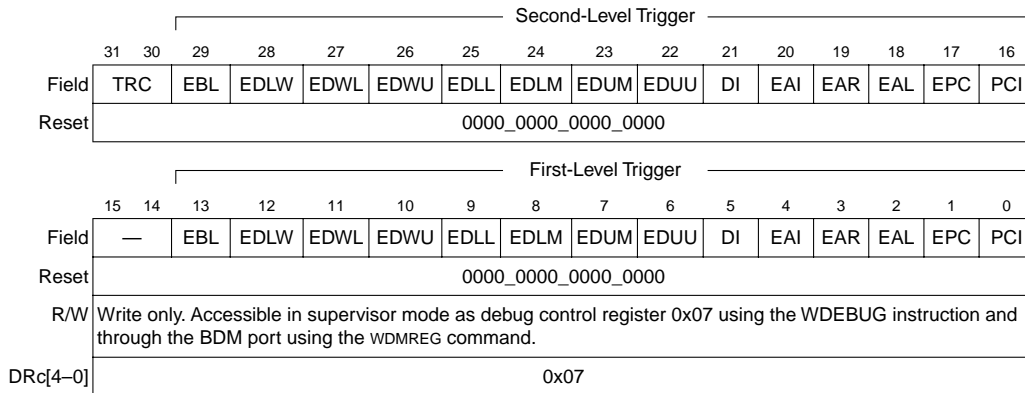 Second-Level Trigger
31 30 29 28 27 26 25 24 23 22 21 20 19 18 17 16
Field TRC EBL EDLW EDWL EDWU EDLL EDLM EDUM EDUU DI EAI EAR EAL EPC PCI
Reset 0000_0000_0000_0000
First-Level Trigger
15 14 13 12 11 10 9 8 7 6 5 4 3 2 1 0
Field — EBL EDLW EDWL EDWU EDLL EDLM EDUM EDUU DI EAI EAR EAL EPC PCI
Reset 0000_0000_0000_0000
R/W Write only. Accessible in supervisor mode as debug control register 0x07 using the WDEBUG instruction and
through the BDM port using the WDMREG command.
DRc[4–0] 0x07